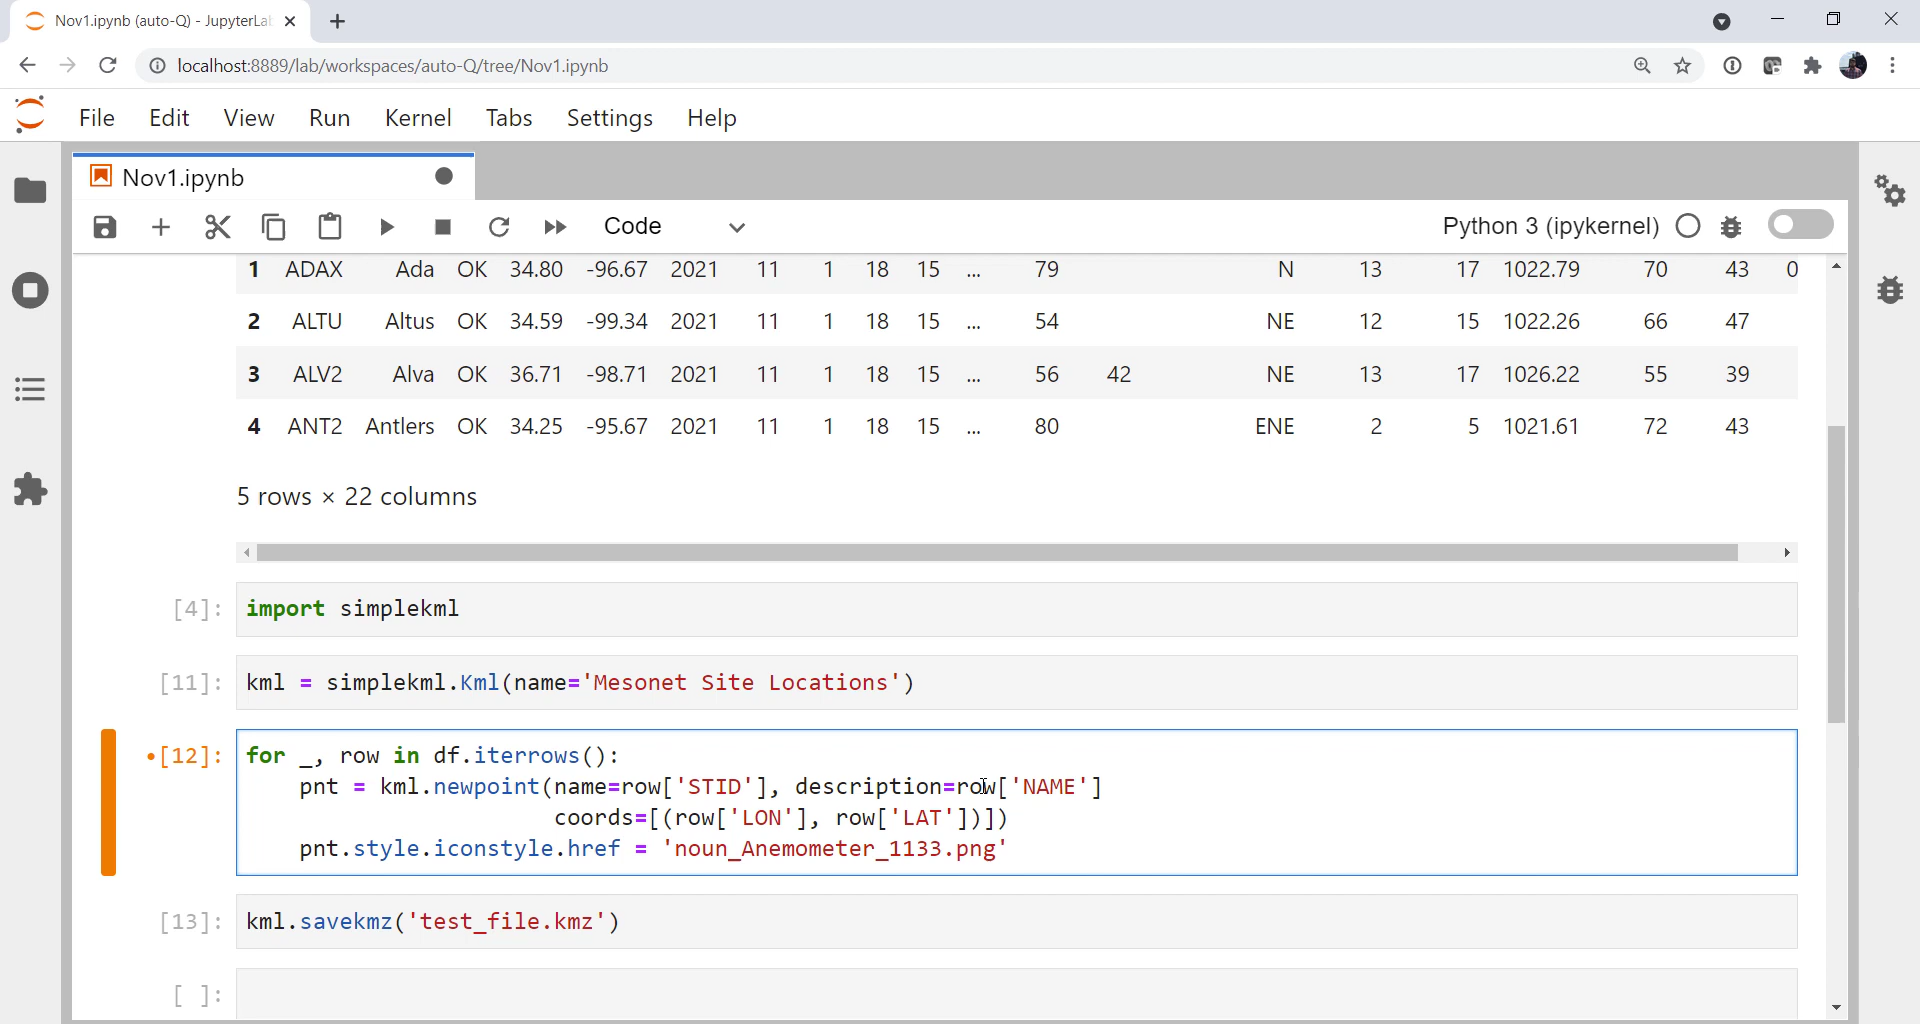 Nov1.ipynb (auto-Q) - JupyterLa
localhost:8889/lab/workspaces/auto-Q/tree/Nov1.ipynb
File Edit View Run Kernel Tabs Settings Help
Nov1.ipynb
Code Python 3 (ipykernel)
1 ADAX Ada OK 34.80 -96.67 2021 11 1 18 15 ... 79 N 13 17 1022.79 70 43 0
2 ALTU Altus OK 34.59 -99.34 2021 11 1 18 15 ... 54 NE 12 15 1022.26 66 47
3 ALV2 Alva OK 36.71 -98.71 2021 11 1 18 15 ... 56 42 NE 13 17 1026.22 55 39
4 ANT2 Antlers OK 34.25 -95.67 2021 11 1 18 15 ... 80 ENE 2 5 1021.61 72 43
5 rows × 22 columns
[4]: import simplekml
[11]: kml = simplekml.Kml(name='Mesonet Site Locations')
•[12]: for _, row in df.iterrows():
pnt = kml.newpoint(name=row['STID'], description=row['NAME']
coords=[(row['LON'], row['LAT'])])
pnt.style.iconstyle.href = 'noun_Anemometer_1133.png'
[13]: kml.savekmz('test_file.kmz')
[ ]: